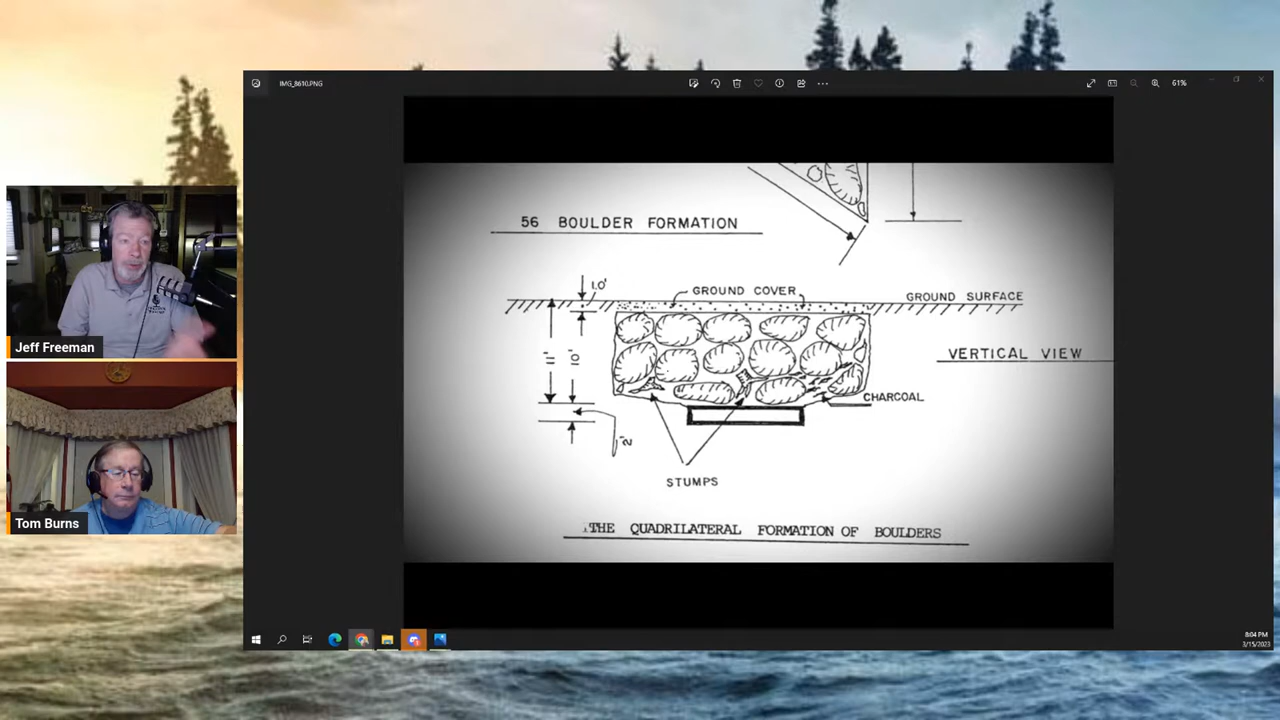 IMG_8610.PNG
61%
56 BOULDER FORMATION
1.0'
GROUND COVER
GROUND SURFACE
VERTICAL VIEW
CHARCOAL
STUMPS
THE QUADRILATERAL FORMATION OF BOULDERS
Jeff Freeman
Tom Burns
8:04 PM
3/15/2023